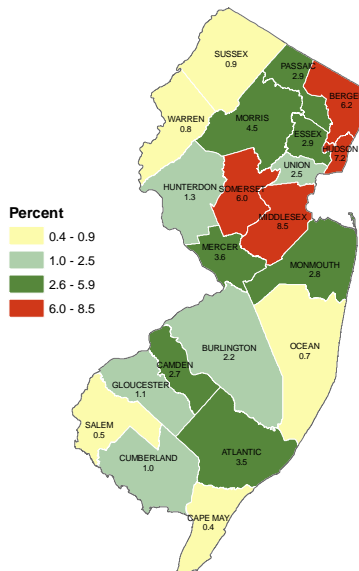 SUSSEX
0.9
PASSAIC
2.9
BERGE
6.2
WARREN
0.8
MORRIS
4.5
ESSEX
2.9
HUDSON
7.2
UNION
2.5
HUNTERDON
1.3
SOMERSET
6.0
MIDDLESEX
8.5
MERCER
3.6
MONMOUTH
2.8
Percent
0.4 - 0.9
1.0 - 2.5
2.6 - 5.9
6.0 - 8.5
OCEAN
0.7
BURLINGTON
2.2
CAMDEN
2.7
GLOUCESTER
1.1
SALEM
0.5
CUMBERLAND
1.0
ATLANTIC
3.5
CAPE MAY
0.4